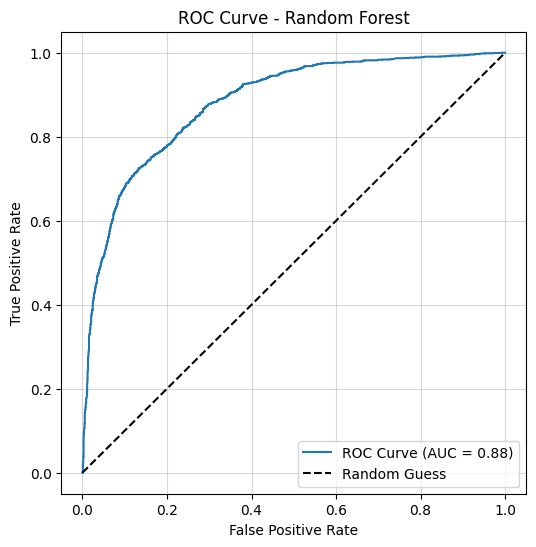 ROC Curve - Random Forest
1.0
0.8
0.6
0.4
0.2
0.0
True Positive Rate
ROC Curve (AUC = 0.88)
Random Guess
0.0 0.2 0.4 0.6 0.8 1.0
False Positive Rate